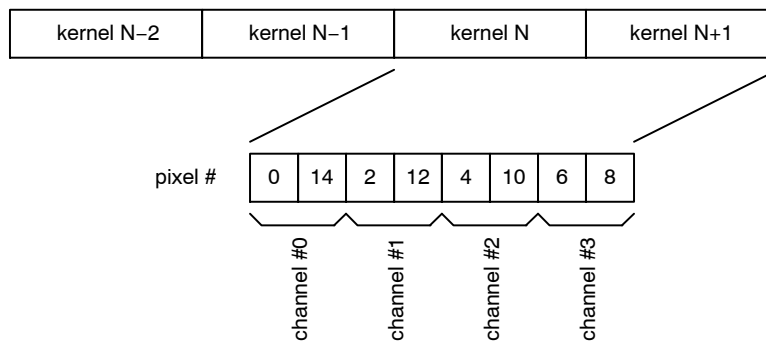 kernel N−2 kernel N−1 kernel N kernel N+1
pixel # 0 14 2 12 4 10 6 8
channel #0 channel #1 channel #2 channel #3